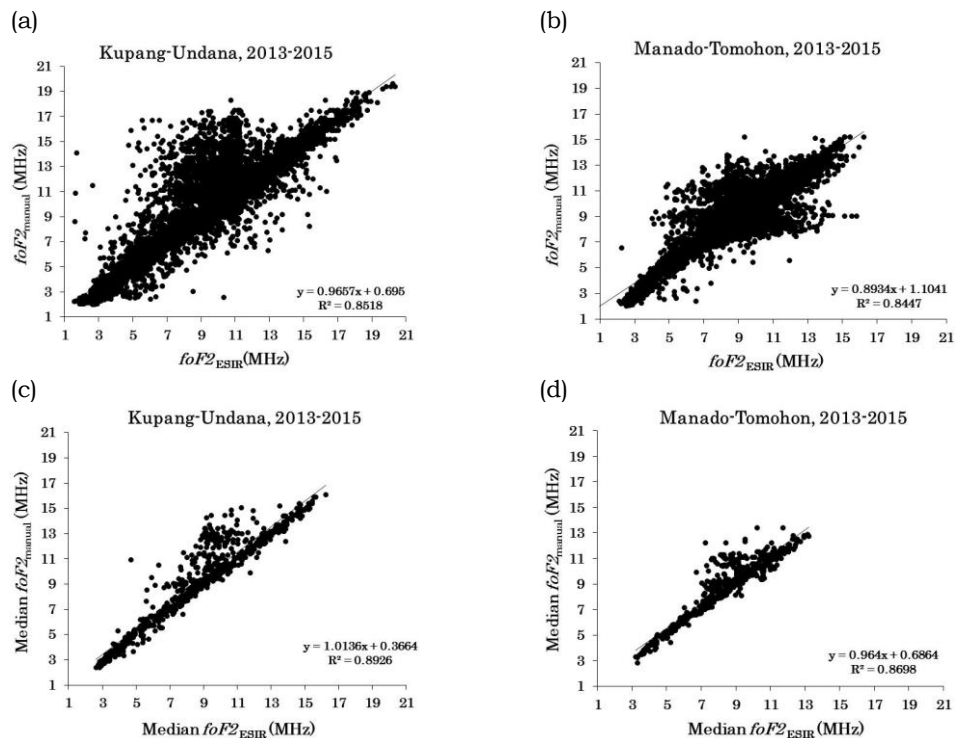 (a)
Kupang-Undana, 2013-2015
21
19
17
15
13
11
9
7
5
3
1
foF2manual (MHz)
y = 0.9657x + 0.695
R² = 0.8518
1 3 5 7 9 11 13 15 17 19 21
foF2ESIR(MHz)
(b)
Manado-Tomohon, 2013-2015
21
19
17
15
13
11
9
7
5
3
1
foF2manual (MHz)
y = 0.8934x + 1.1041
R² = 0.8447
1 3 5 7 9 11 13 15 17 19 21
foF2ESIR(MHz)
(c)
Kupang-Undana, 2013-2015
21
19
17
15
13
11
9
7
5
3
1
Median foF2manual (MHz)
y = 1.0136x + 0.3664
R² = 0.8926
1 3 5 7 9 11 13 15 17 19 21
Median foF2ESIR(MHz)
(d)
Manado-Tomohon, 2013-2015
21
19
17
15
13
11
9
7
5
3
1
Median foF2manual (MHz)
y = 0.964x + 0.6864
R² = 0.8698
1 3 5 7 9 11 13 15 17 19 21
Median foF2ESIR(MHz)